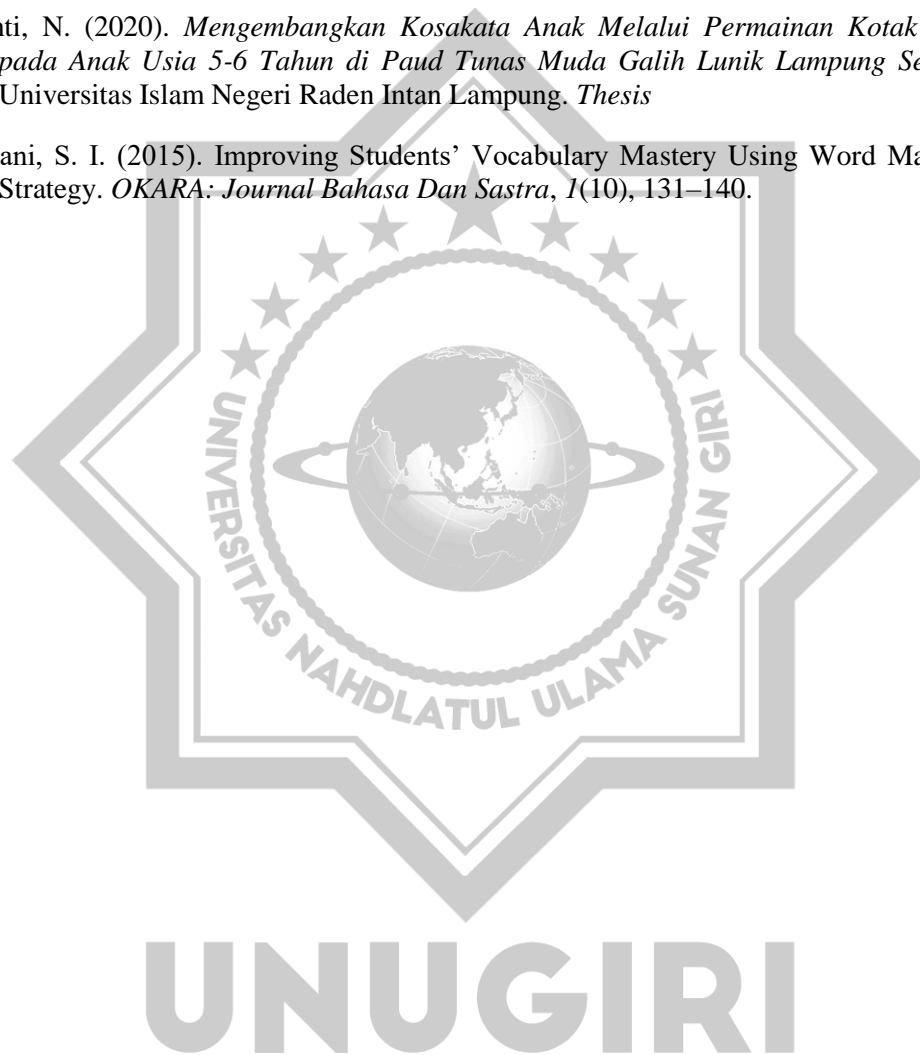 nti, N. (2020). Mengembangkan Kosakata Anak Melalui Permainan Kotak
pada Anak Usia 5-6 Tahun di Paud Tunas Muda Galih Lunik Lampung Se
Universitas Islam Negeri Raden Intan Lampung. Thesis
ani, S. I. (2015). Improving Students’ Vocabulary Mastery Using Word Ma
Strategy. OKARA: Journal Bahasa Dan Sastra, 1(10), 131–140.
UNIVERSITAS NAHDLATUL ULAMA SUNAN GIRI
UNUGIRI